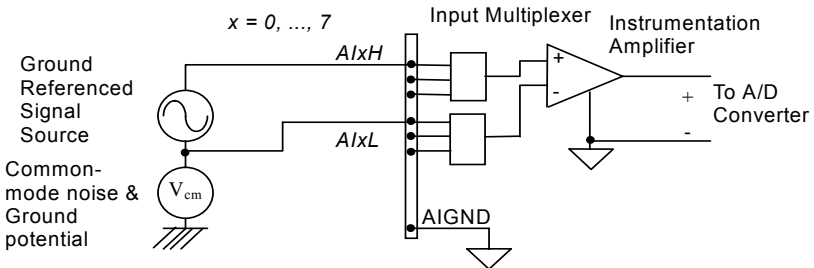 x = 0, ..., 7
Input Multiplexer
Instrumentation
Amplifier
Ground
Referenced
Signal
Source
AIxH
+
-
+
To A/D
Converter
-
AIxL
Common-
mode noise &
Ground
potential
Vcm
AIGND